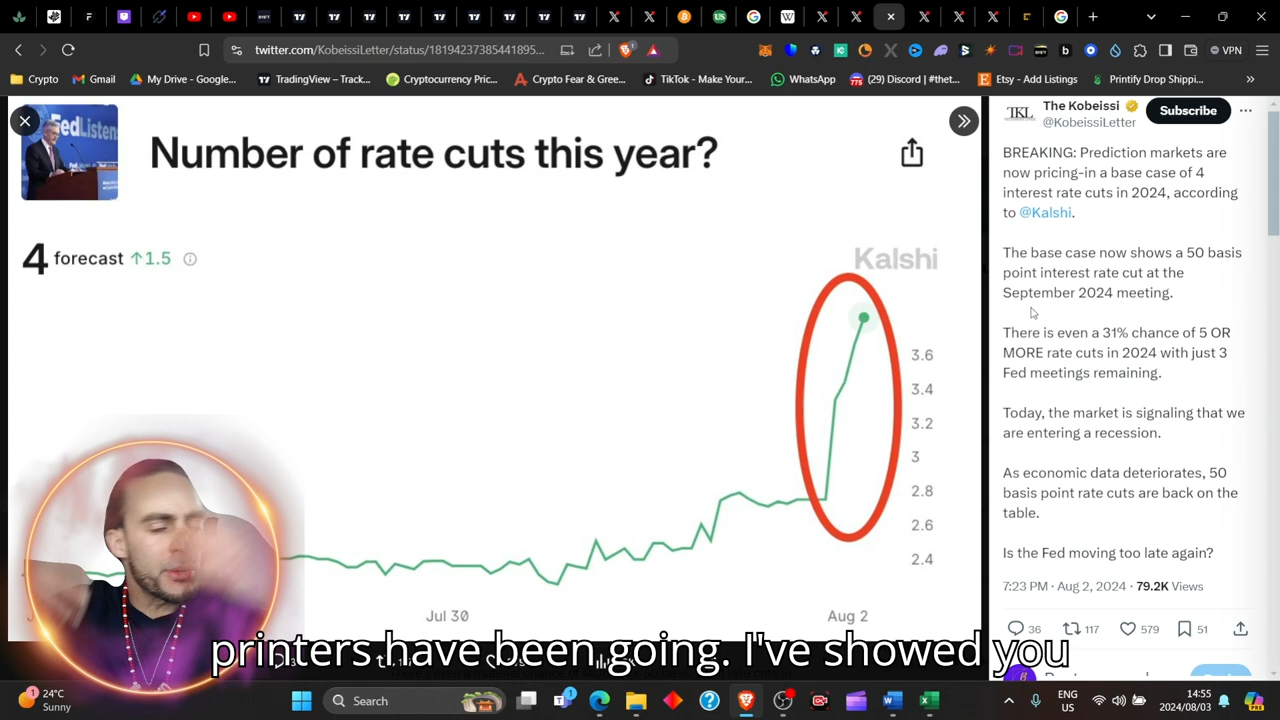 twitter.com/KobeissiLetter/status/18194237385441895...
VPN
Crypto
Gmail
My Drive - Google...
TradingView – Track...
Cryptocurrency Pric...
Crypto Fear & Gree...
TikTok - Make Your...
WhatsApp
(29) Discord | #thet...
Etsy - Add Listings
Printify Drop Shippi...
FedListens
Number of rate cuts this year?
4 forecast ↑1.5
Kalshi
3.6
3.4
3.2
3
2.8
2.6
2.4
Jul 30
Aug 2
The Kobeissi
@KobeissiLetter
Subscribe
BREAKING: Prediction markets are
now pricing-in a base case of 4
interest rate cuts in 2024, according
to @Kalshi.
The base case now shows a 50 basis
point interest rate cut at the
September 2024 meeting.
There is even a 31% chance of 5 OR
MORE rate cuts in 2024 with just 3
Fed meetings remaining.
Today, the market is signaling that we
are entering a recession.
As economic data deteriorates, 50
basis point rate cuts are back on the
table.
Is the Fed moving too late again?
7:23 PM · Aug 2, 2024 · 79.2K Views
36
117
579
51
printers have been going. I've showed you
24°C
Sunny
Search
ENG
US
14:55
2024/08/03